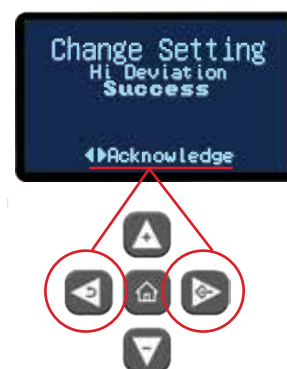 Change Setting
Hi Deviation
Success
◀▶Acknowledge
+
−